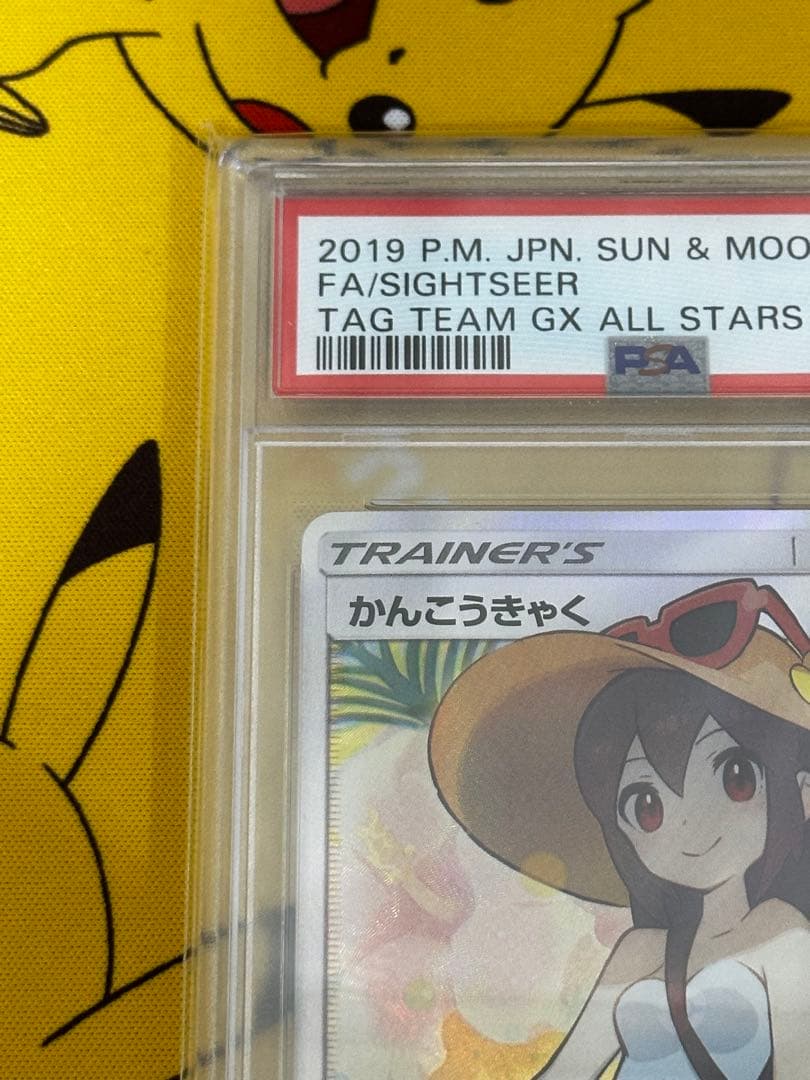 2019 P.M. JPN. SUN & MOO
FA/SIGHTSEER
TAG TEAM GX ALL STARS
PSA
TRAINER'S
かんこうきゃく